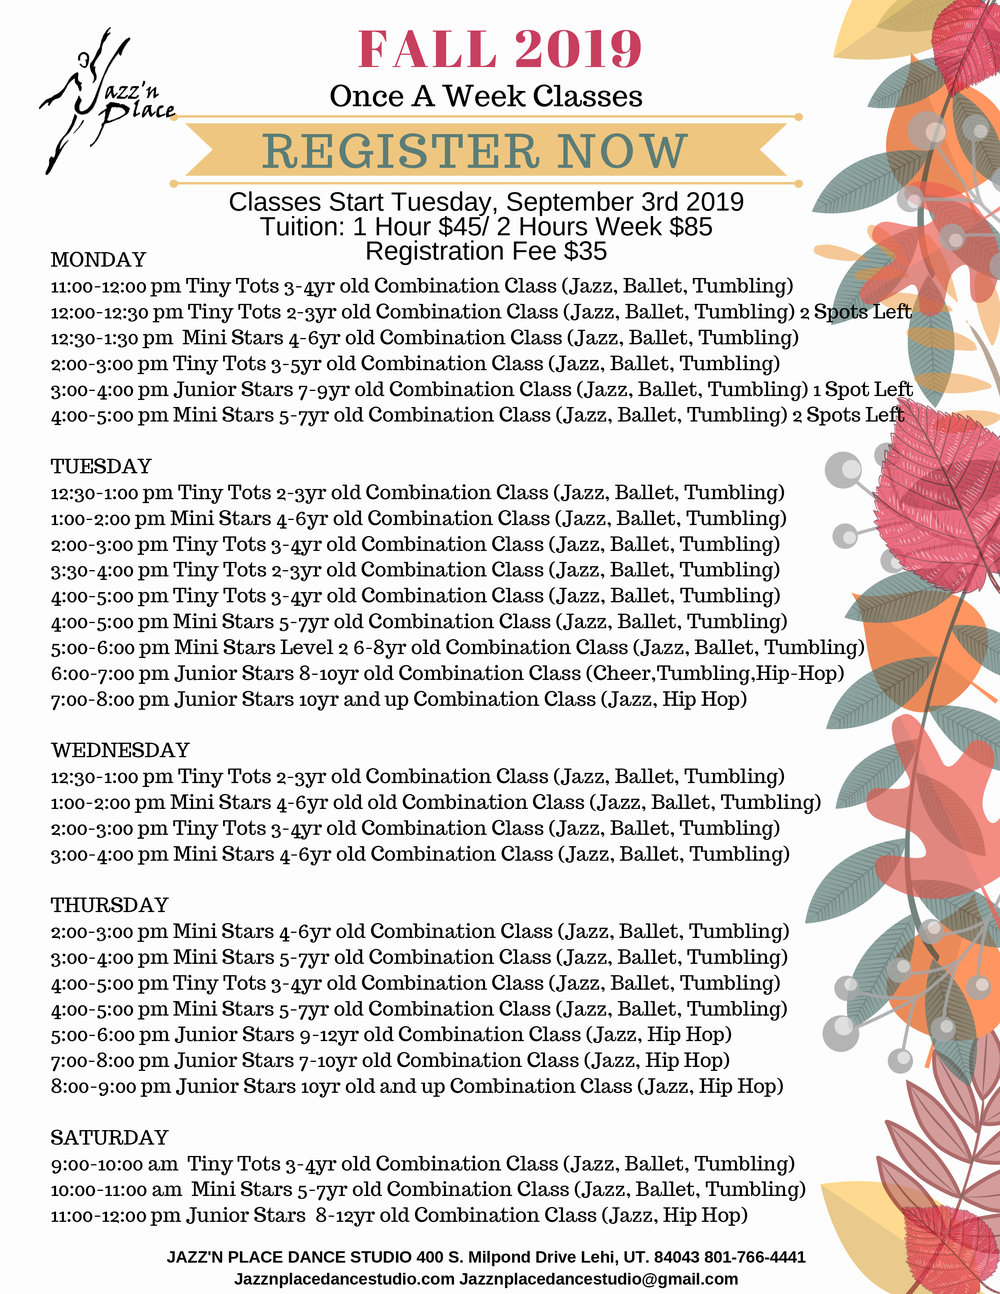 Jazz'n
Place
FALL 2019
Once A Week Classes
REGISTER NOW
Classes Start Tuesday, September 3rd 2019
Tuition: 1 Hour $45/ 2 Hours Week $85
Registration Fee $35
MONDAY
11:00-12:00 pm Tiny Tots 3-4yr old Combination Class (Jazz, Ballet, Tumbling)
12:00-12:30 pm Tiny Tots 2-3yr old Combination Class (Jazz, Ballet, Tumbling) 2 Spots Left
12:30-1:30 pm Mini Stars 4-6yr old Combination Class (Jazz, Ballet, Tumbling)
2:00-3:00 pm Tiny Tots 3-5yr old Combination Class (Jazz, Ballet, Tumbling)
3:00-4:00 pm Junior Stars 7-9yr old Combination Class (Jazz, Ballet, Tumbling) 1 Spot Left
4:00-5:00 pm Mini Stars 5-7yr old Combination Class (Jazz, Ballet, Tumbling) 2 Spots Left
TUESDAY
12:30-1:00 pm Tiny Tots 2-3yr old Combination Class (Jazz, Ballet, Tumbling)
1:00-2:00 pm Mini Stars 4-6yr old Combination Class (Jazz, Ballet, Tumbling)
2:00-3:00 pm Tiny Tots 3-4yr old Combination Class (Jazz, Ballet, Tumbling)
3:30-4:00 pm Tiny Tots 2-3yr old Combination Class (Jazz, Ballet, Tumbling)
4:00-5:00 pm Tiny Tots 3-4yr old Combination Class (Jazz, Ballet, Tumbling)
4:00-5:00 pm Mini Stars 5-7yr old Combination Class (Jazz, Ballet, Tumbling)
5:00-6:00 pm Mini Stars Level 2 6-8yr old Combination Class (Jazz, Ballet, Tumbling)
6:00-7:00 pm Junior Stars 8-10yr old Combination Class (Cheer,Tumbling,Hip-Hop)
7:00-8:00 pm Junior Stars 10yr and up Combination Class (Jazz, Hip Hop)
WEDNESDAY
12:30-1:00 pm Tiny Tots 2-3yr old Combination Class (Jazz, Ballet, Tumbling)
1:00-2:00 pm Mini Stars 4-6yr old old Combination Class (Jazz, Ballet, Tumbling)
2:00-3:00 pm Tiny Tots 3-4yr old Combination Class (Jazz, Ballet, Tumbling)
3:00-4:00 pm Mini Stars 4-6yr old Combination Class (Jazz, Ballet, Tumbling)
THURSDAY
2:00-3:00 pm Mini Stars 4-6yr old Combination Class (Jazz, Ballet, Tumbling)
3:00-4:00 pm Mini Stars 5-7yr old Combination Class (Jazz, Ballet, Tumbling)
4:00-5:00 pm Tiny Tots 3-4yr old Combination Class (Jazz, Ballet, Tumbling)
4:00-5:00 pm Mini Stars 5-7yr old Combination Class (Jazz, Ballet, Tumbling)
5:00-6:00 pm Junior Stars 9-12yr old Combination Class (Jazz, Hip Hop)
7:00-8:00 pm Junior Stars 7-10yr old Combination Class (Jazz, Hip Hop)
8:00-9:00 pm Junior Stars 10yr old and up Combination Class (Jazz, Hip Hop)
SATURDAY
9:00-10:00 am Tiny Tots 3-4yr old Combination Class (Jazz, Ballet, Tumbling)
10:00-11:00 am Mini Stars 5-7yr old Combination Class (Jazz, Ballet, Tumbling)
11:00-12:00 pm Junior Stars 8-12yr old Combination Class (Jazz, Hip Hop)
JAZZ'N PLACE DANCE STUDIO 400 S. Milpond Drive Lehi, UT. 84043 801-766-4441
Jazznplacedancestudio.com Jazznplacedancestudio@gmail.com